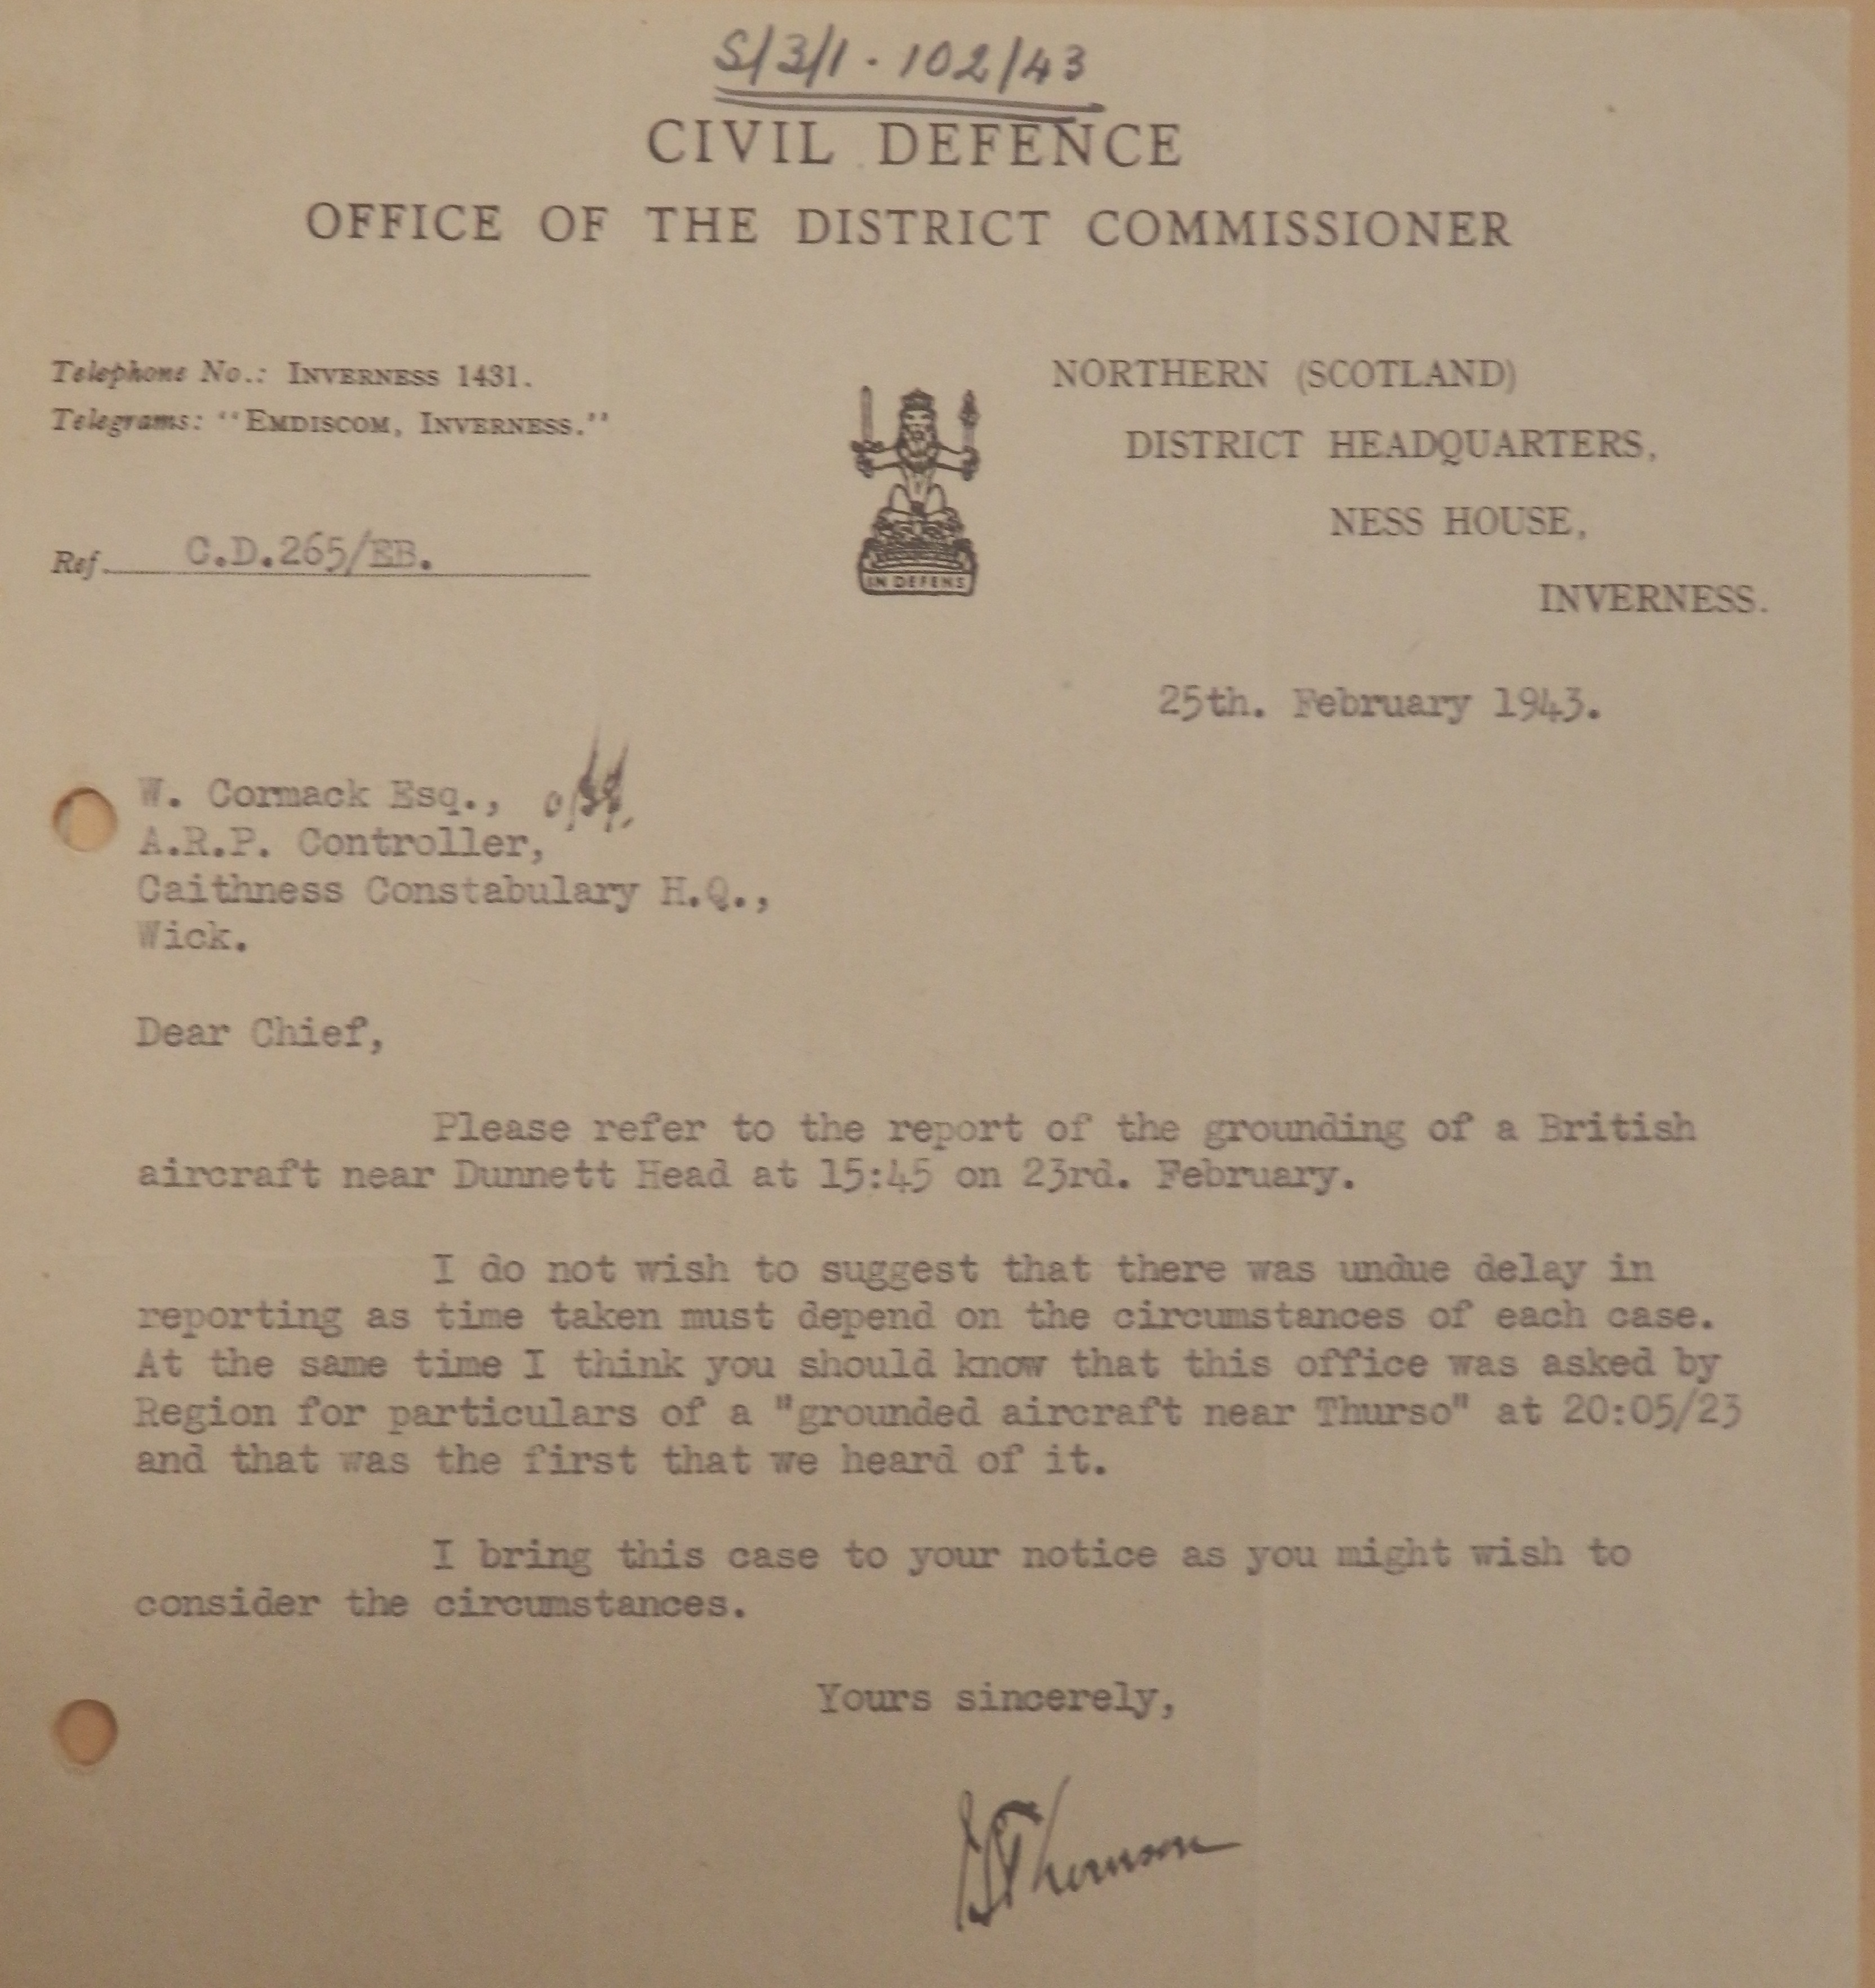 S/3/1 . 102/43
CIVIL DEFENCE
OFFICE OF THE DISTRICT COMMISSIONER
Telephone No.: INVERNESS 1431.
Telegrams: "EMDISCOM, INVERNESS."
Ref. C.D.265/EB.
IN DEFENS
NORTHERN (SCOTLAND)
DISTRICT HEADQUARTERS,
NESS HOUSE,
INVERNESS.
25th. February 1943.
W. Cormack Esq.,
A.R.P. Controller,
Caithness Constabulary H.Q.,
Wick.
Dear Chief,
Please refer to the report of the grounding of a British
aircraft near Dunnett Head at 15:45 on 23rd. February.
I do not wish to suggest that there was undue delay in
reporting as time taken must depend on the circumstances of each case.
At the same time I think you should know that this office was asked by
Region for particulars of a "grounded aircraft near Thurso" at 20:05/23
and that was the first that we heard of it.
I bring this case to your notice as you might wish to
consider the circumstances.
Yours sincerely,
Thomson